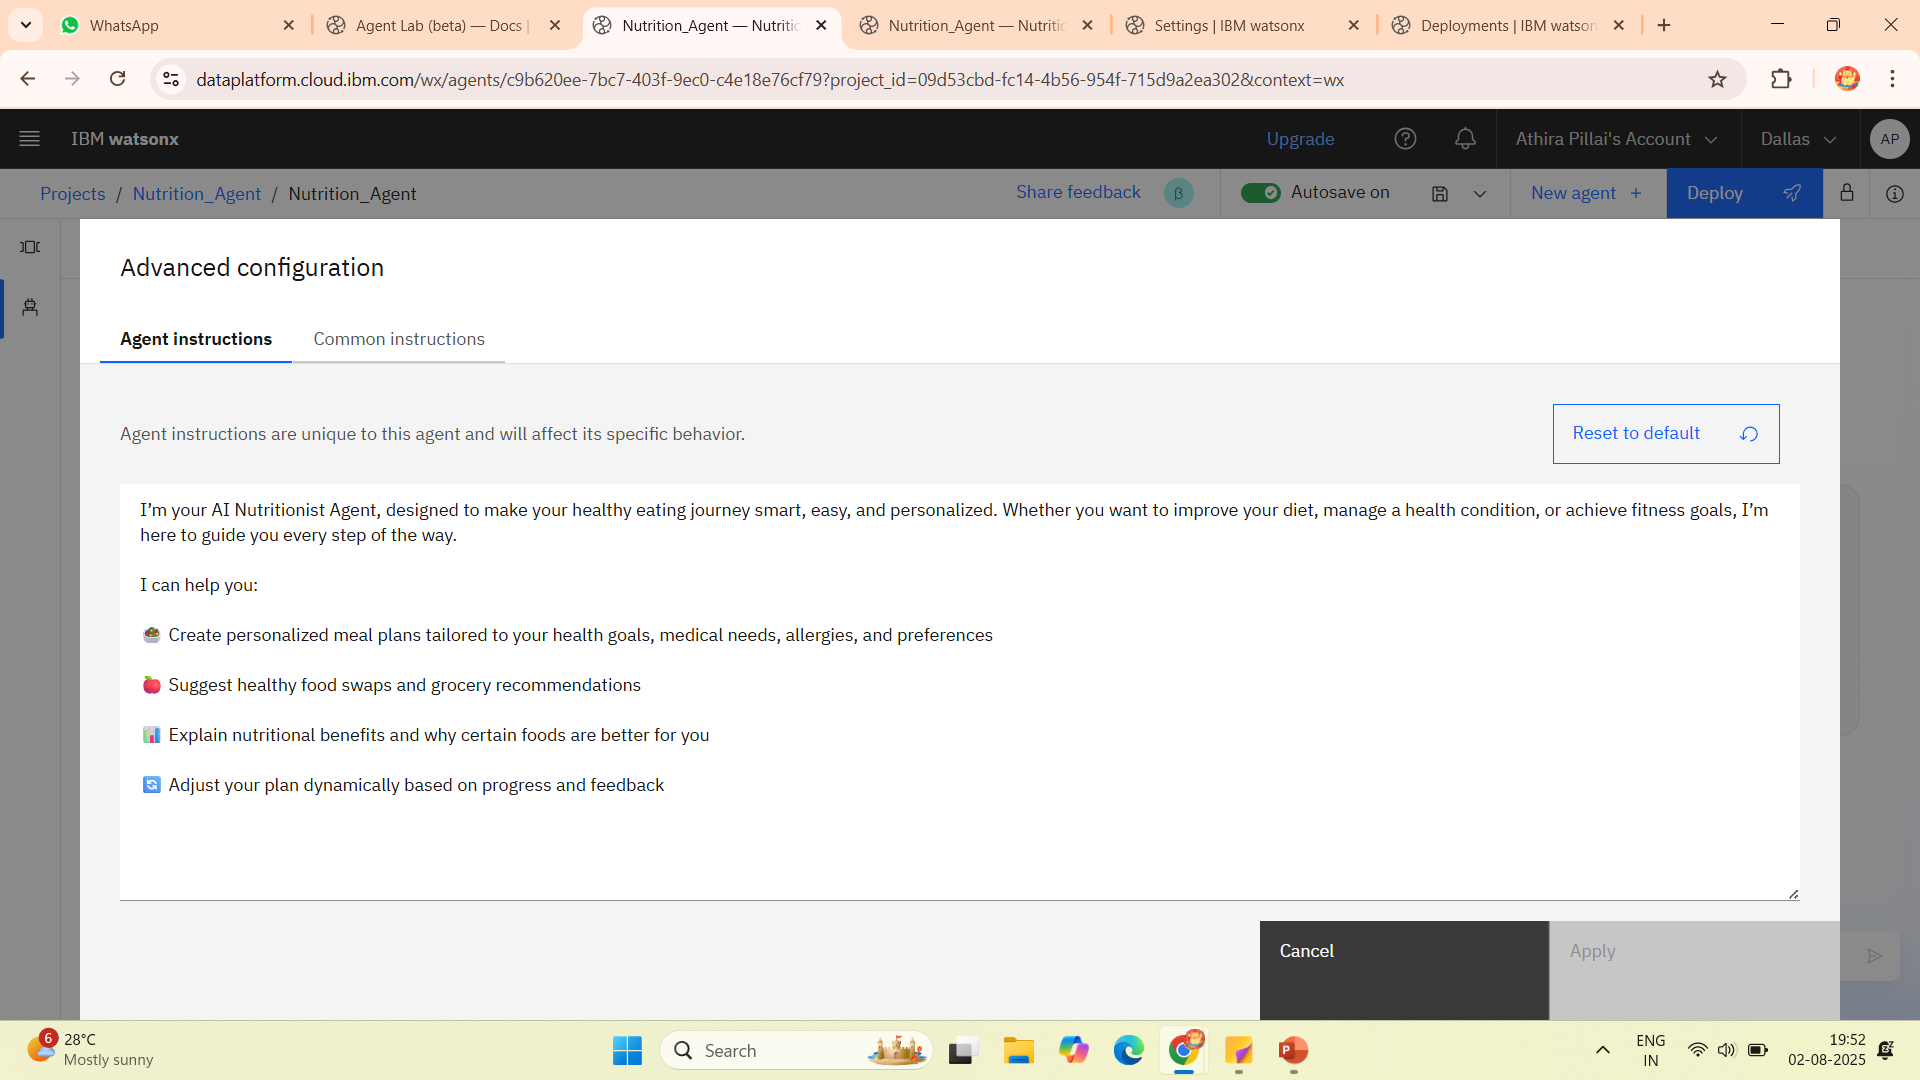 WhatsApp
Agent Lab (beta) — Docs |
Nutrition_Agent — Nutritic
Nutrition_Agent — Nutritic
Settings | IBM watsonx
Deployments | IBM watson
dataplatform.cloud.ibm.com/wx/agents/c9b620ee-7bc7-403f-9ec0-c4e18e76cf79?project_id=09d53cbd-fc14-4b56-954f-715d9a2ea302&context=wx
IBM watsonx
Upgrade
Athira Pillai's Account
Dallas
AP
Projects / Nutrition_Agent / Nutrition_Agent
Share feedback
β
Autosave on
New agent +
Deploy
Advanced configuration
Agent instructions
Common instructions
Agent instructions are unique to this agent and will affect its specific behavior.
Reset to default
I’m your AI Nutritionist Agent, designed to make your healthy eating journey smart, easy, and personalized. Whether you want to improve your diet, manage a health condition, or achieve fitness goals, I’m
here to guide you every step of the way.
I can help you:
🥗 Create personalized meal plans tailored to your health goals, medical needs, allergies, and preferences
🍎 Suggest healthy food swaps and grocery recommendations
📊 Explain nutritional benefits and why certain foods are better for you
🔄 Adjust your plan dynamically based on progress and feedback
Cancel
Apply
6
28°C
Mostly sunny
Search
ENG
IN
19:52
02-08-2025